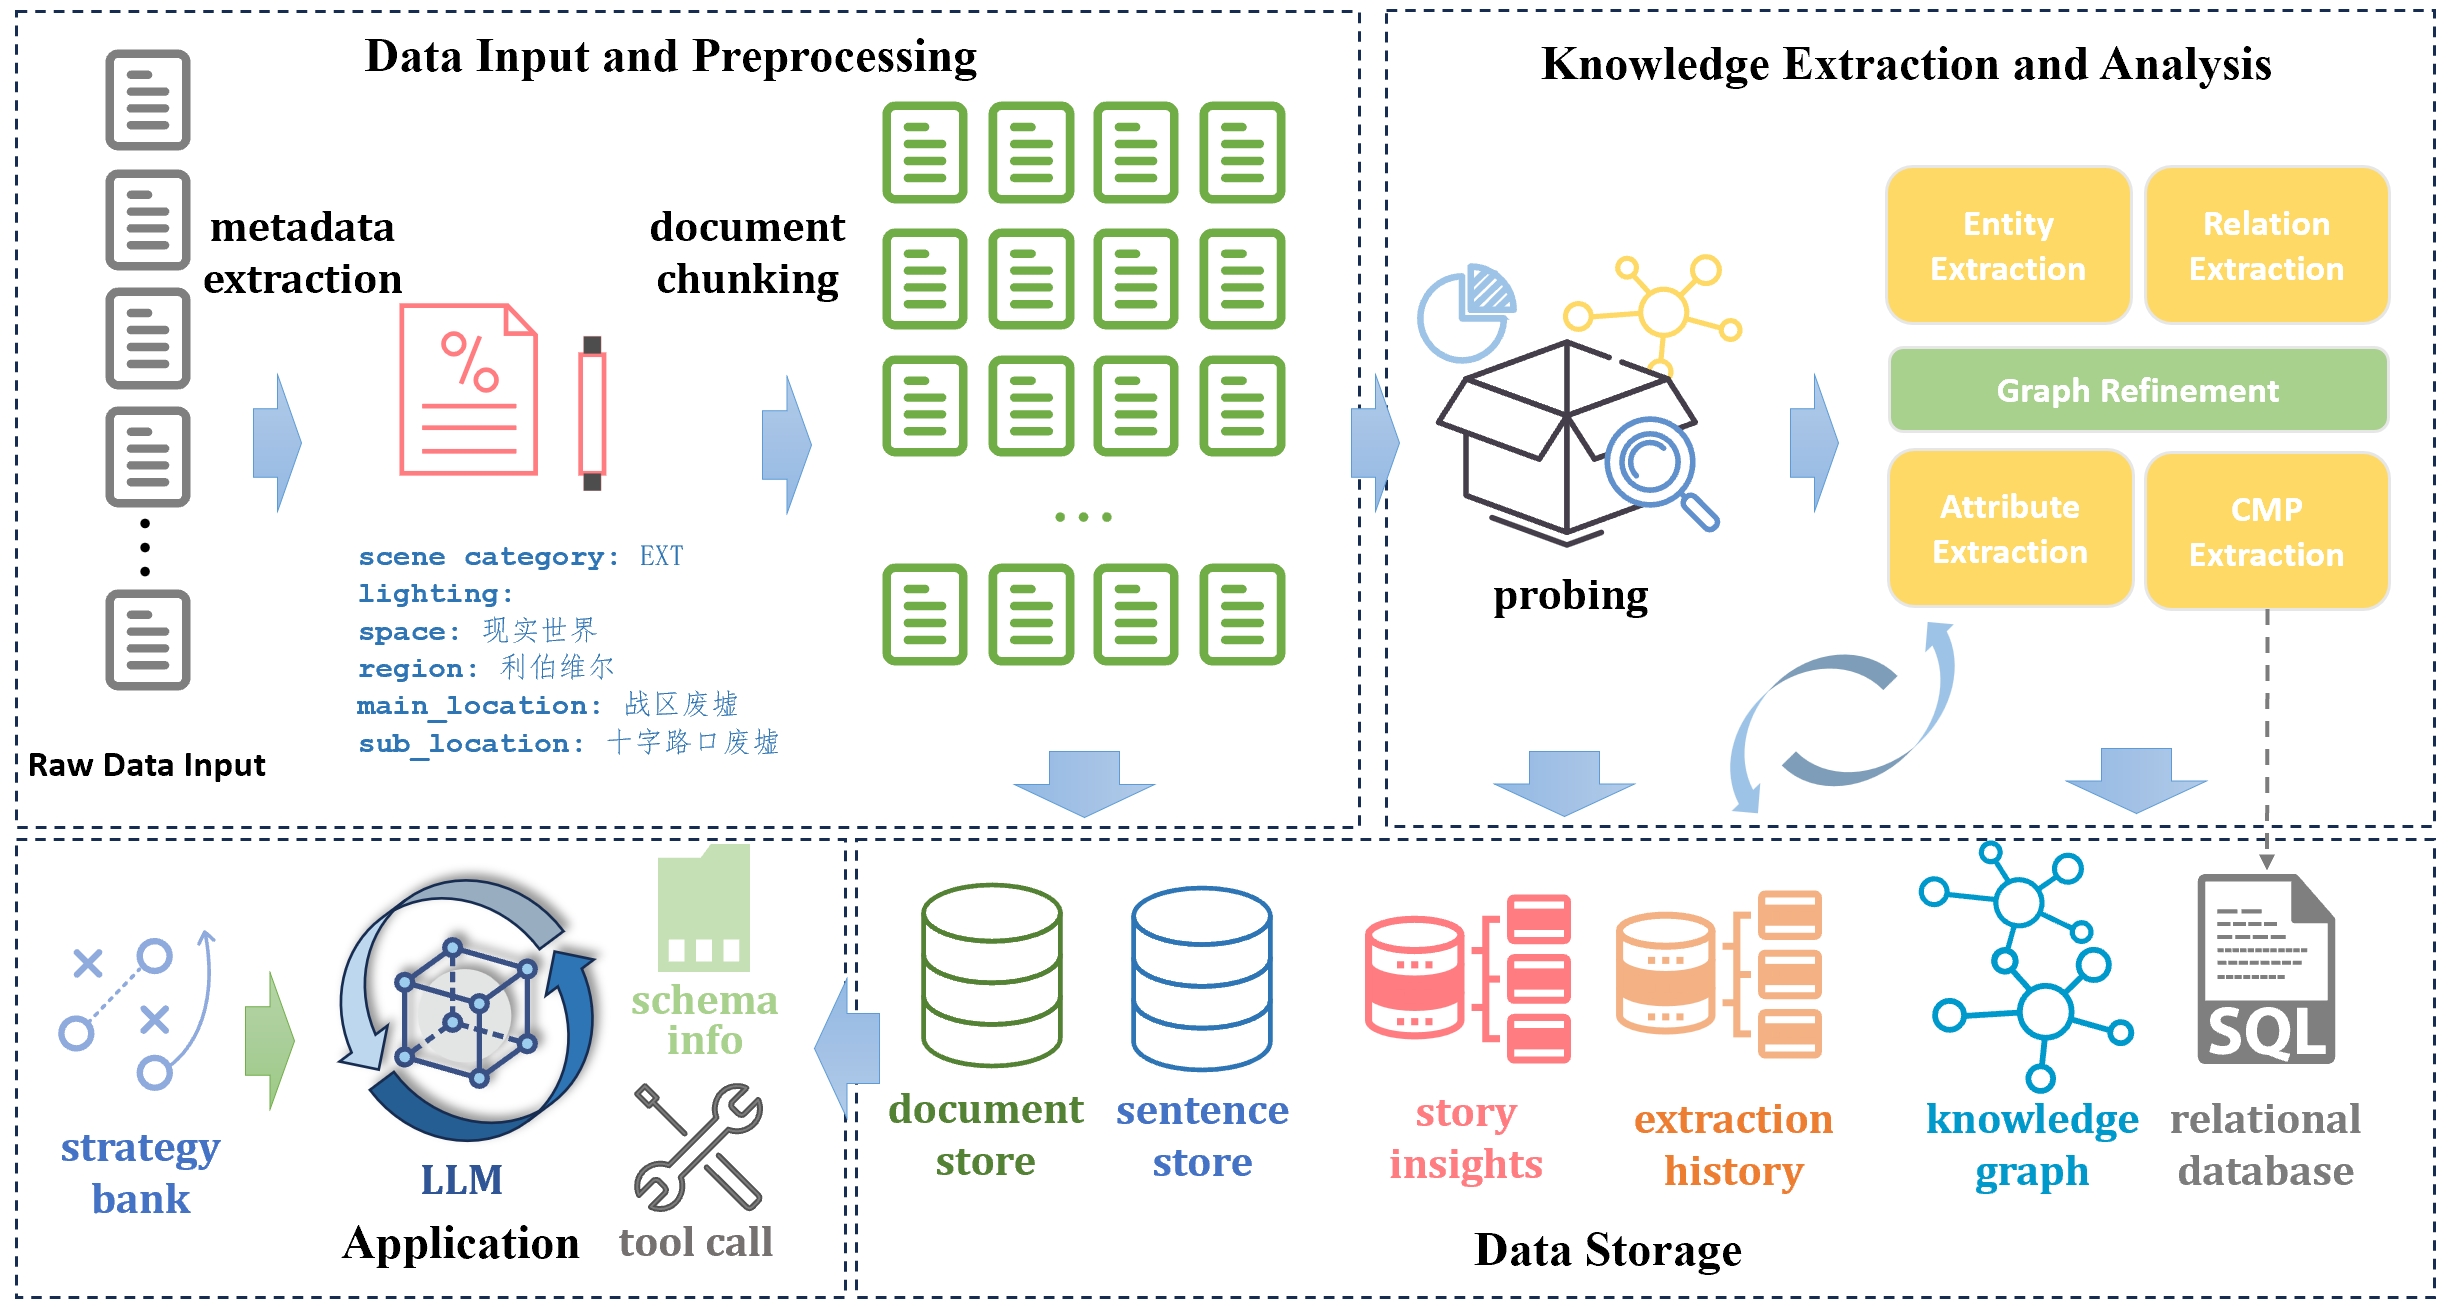 Data Input and Preprocessing
metadata
extraction
document
chunking
%
scene category: EXT
lighting:
space: 现实世界
region: 利伯维尔
main_location: 战区废墟
sub_location: 十字路口废墟
Raw Data Input
Knowledge Extraction and Analysis
probing
Entity
Extraction
Relation
Extraction
Graph Refinement
Attribute
Extraction
CMP
Extraction
strategy
bank
LLM
schema
info
tool call
Application
document
store
sentence
store
story
insights
extraction
history
knowledge
graph
SQL
relational
database
Data Storage